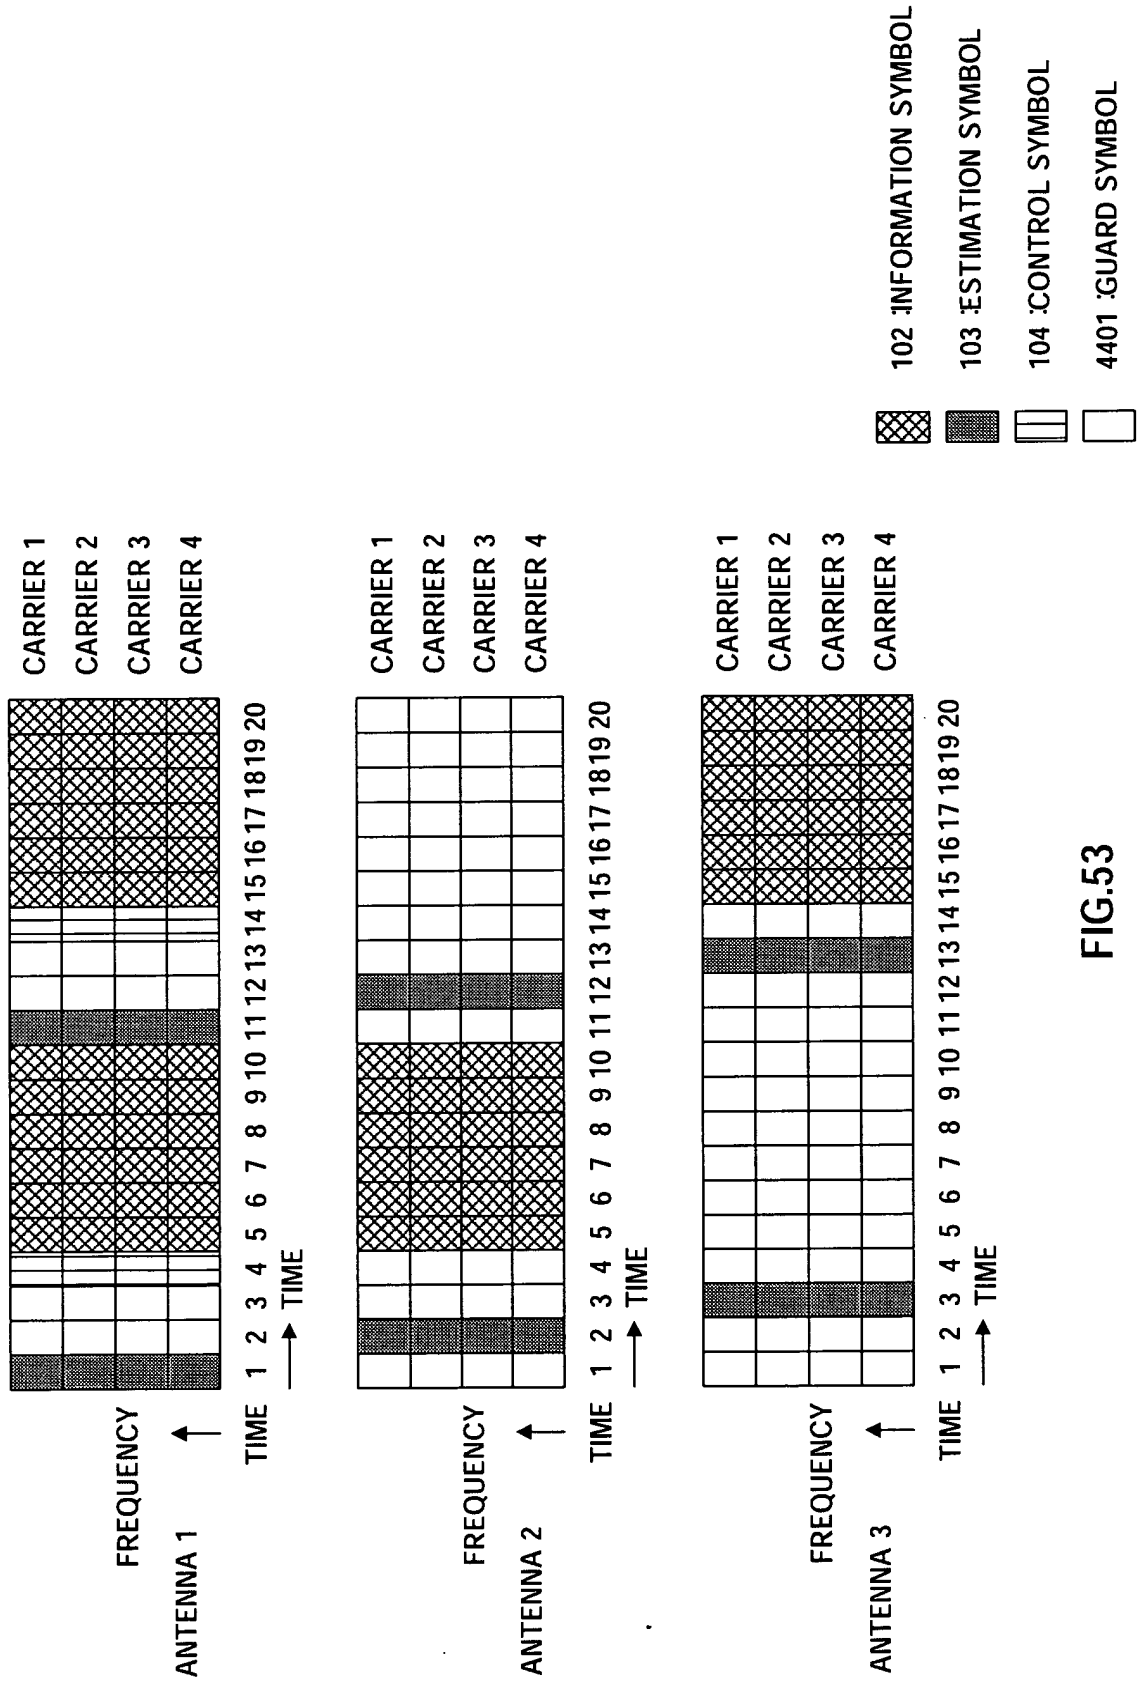 CARRIER 1
CARRIER 2
CARRIER 3
CARRIER 4
FREQUENCY
ANTENNA 1
TIME 1 2 3 4 5 6 7 8 9 10 11 12 13 14 15 16 17 18 19 20
TIME
CARRIER 1
CARRIER 2
CARRIER 3
CARRIER 4
FREQUENCY
ANTENNA 2
TIME 1 2 3 4 5 6 7 8 9 10 11 12 13 14 15 16 17 18 19 20
TIME
CARRIER 1
CARRIER 2
CARRIER 3
CARRIER 4
FREQUENCY
ANTENNA 3
TIME 1 2 3 4 5 6 7 8 9 10 11 12 13 14 15 16 17 18 19 20
TIME
102 :INFORMATION SYMBOL
103 :ESTIMATION SYMBOL
104 :CONTROL SYMBOL
4401 :GUARD SYMBOL
FIG.53